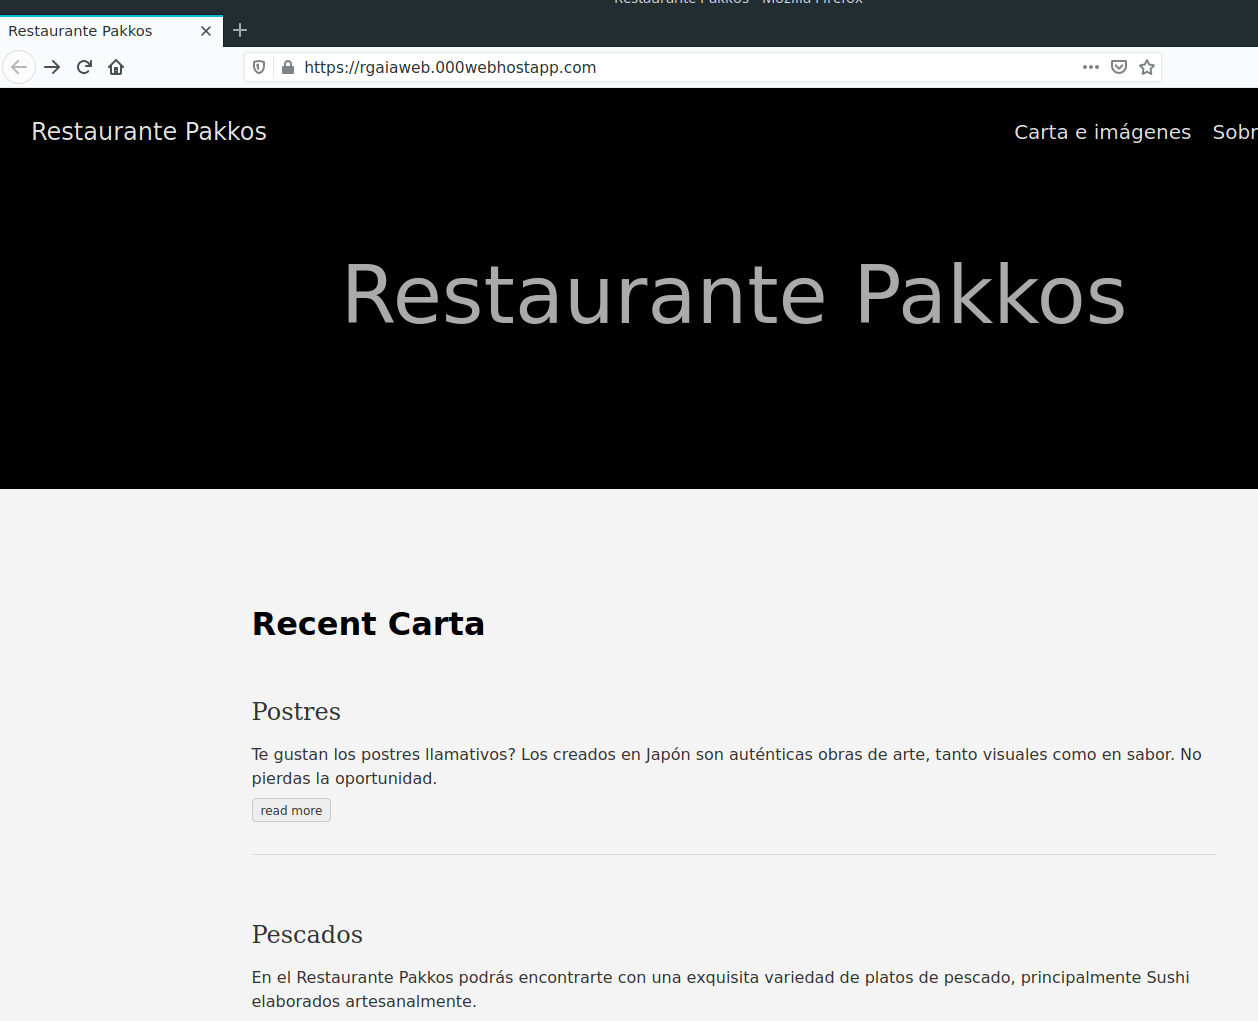 Restaurante Pakkos - Mozilla Firefox
Restaurante Pakkos
https://rgaiaweb.000webhostapp.com
Restaurante Pakkos
Carta e imágenes Sobr
Restaurante Pakkos
Recent Carta
Postres
Te gustan los postres llamativos? Los creados en Japón son auténticas obras de arte, tanto visuales como en sabor. No
pierdas la oportunidad.
read more
Pescados
En el Restaurante Pakkos podrás encontrarte con una exquisita variedad de platos de pescado, principalmente Sushi
elaborados artesanalmente.